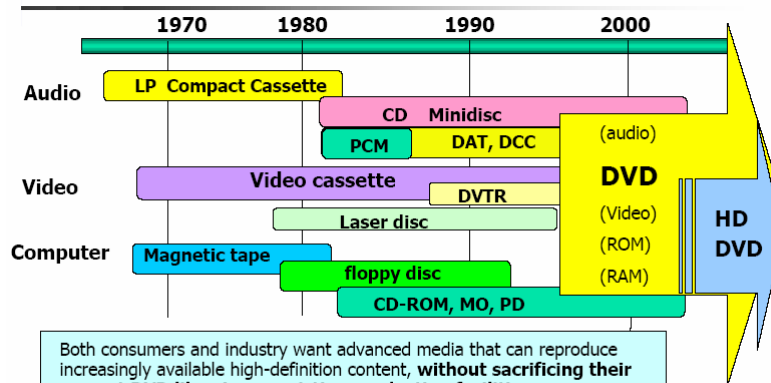 1970 1980 1990 2000
Audio
LP Compact Cassette
CD Minidisc
PCM
DAT, DCC
(audio)
DVD
(Video)
(ROM)
(RAM)
HD
DVD
Video
Video cassette
DVTR
Laser disc
Computer
Magnetic tape
floppy disc
CD-ROM, MO, PD
Both consumers and industry want advanced media that can reproduce
increasingly available high-definition content, without sacrificing their